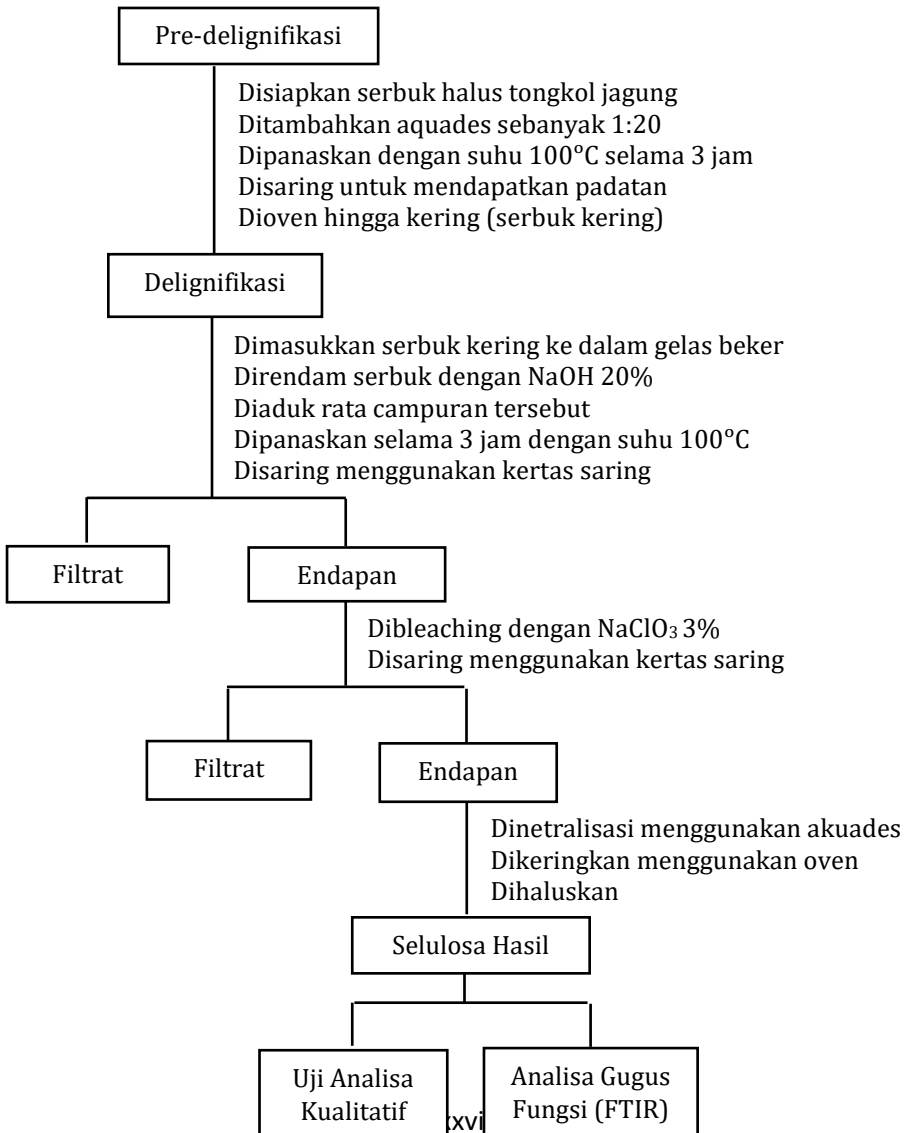 Pre-delignifikasi
Disiapkan serbuk halus tongkol jagung
Ditambahkan aquades sebanyak 1:20
Dipanaskan dengan suhu 100°C selama 3 jam
Disaring untuk mendapatkan padatan
Dioven hingga kering (serbuk kering)
Delignifikasi
Dimasukkan serbuk kering ke dalam gelas beker
Direndam serbuk dengan NaOH 20%
Diaduk rata campuran tersebut
Dipanaskan selama 3 jam dengan suhu 100°C
Disaring menggunakan kertas saring
Filtrat
Endapan
Dibleaching dengan NaClO₃ 3%
Disaring menggunakan kertas saring
Filtrat
Endapan
Dinetralisasi menggunakan akuades
Dikeringkan menggunakan oven
Dihaluskan
Selulosa Hasil
Uji Analisa
Kualitatif
Analisa Gugus
Fungsi (FTIR)